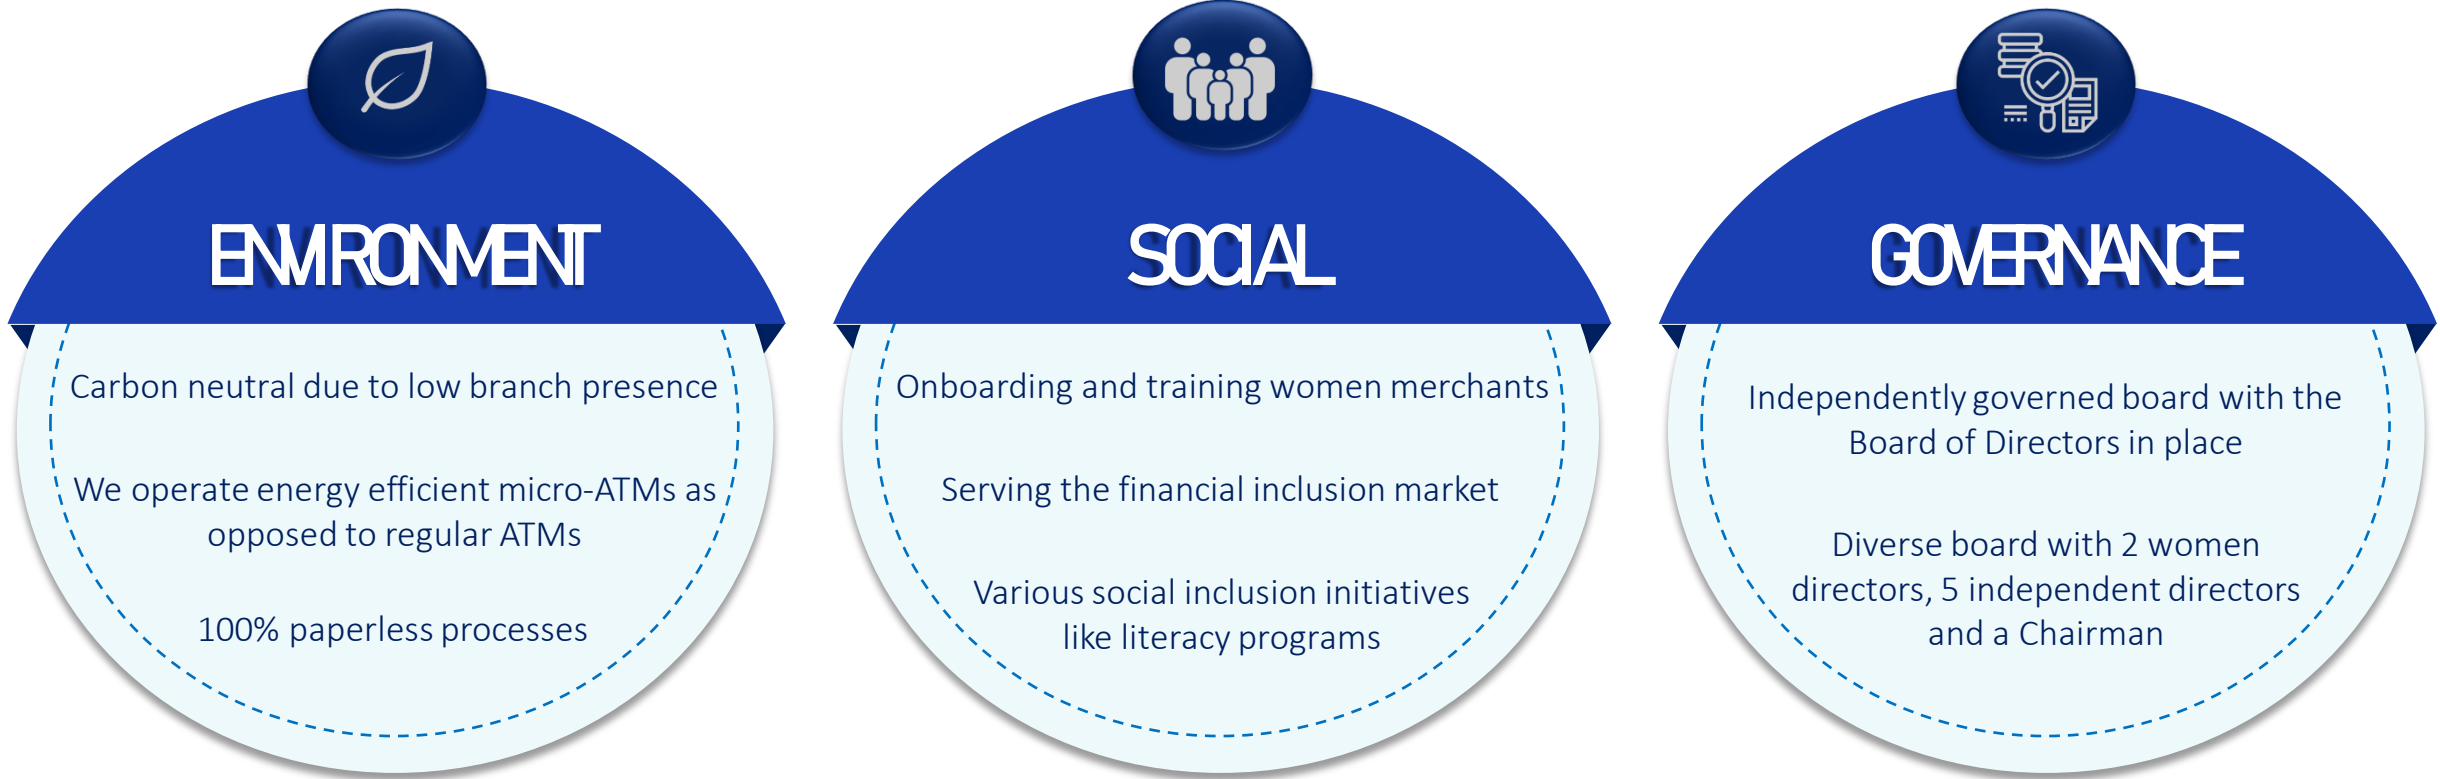 ENVIRONMENT
Carbon neutral due to low branch presence
We operate energy efficient micro-ATMs as
opposed to regular ATMs
100% paperless processes
SOCIAL
Onboarding and training women merchants
Serving the financial inclusion market
Various social inclusion initiatives
like literacy programs
GOVERNANCE
Independently governed board with the
Board of Directors in place
Diverse board with 2 women
directors, 5 independent directors
and a Chairman